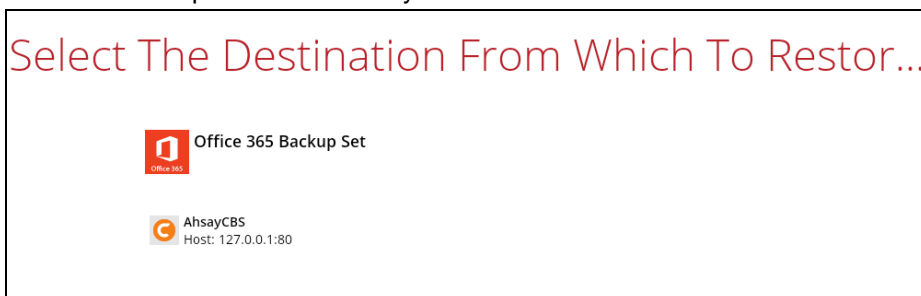 Select The Destination From Which To Restor...
Office 365 Backup Set
Office 365
AhsayCBS
Host: 127.0.0.1:80